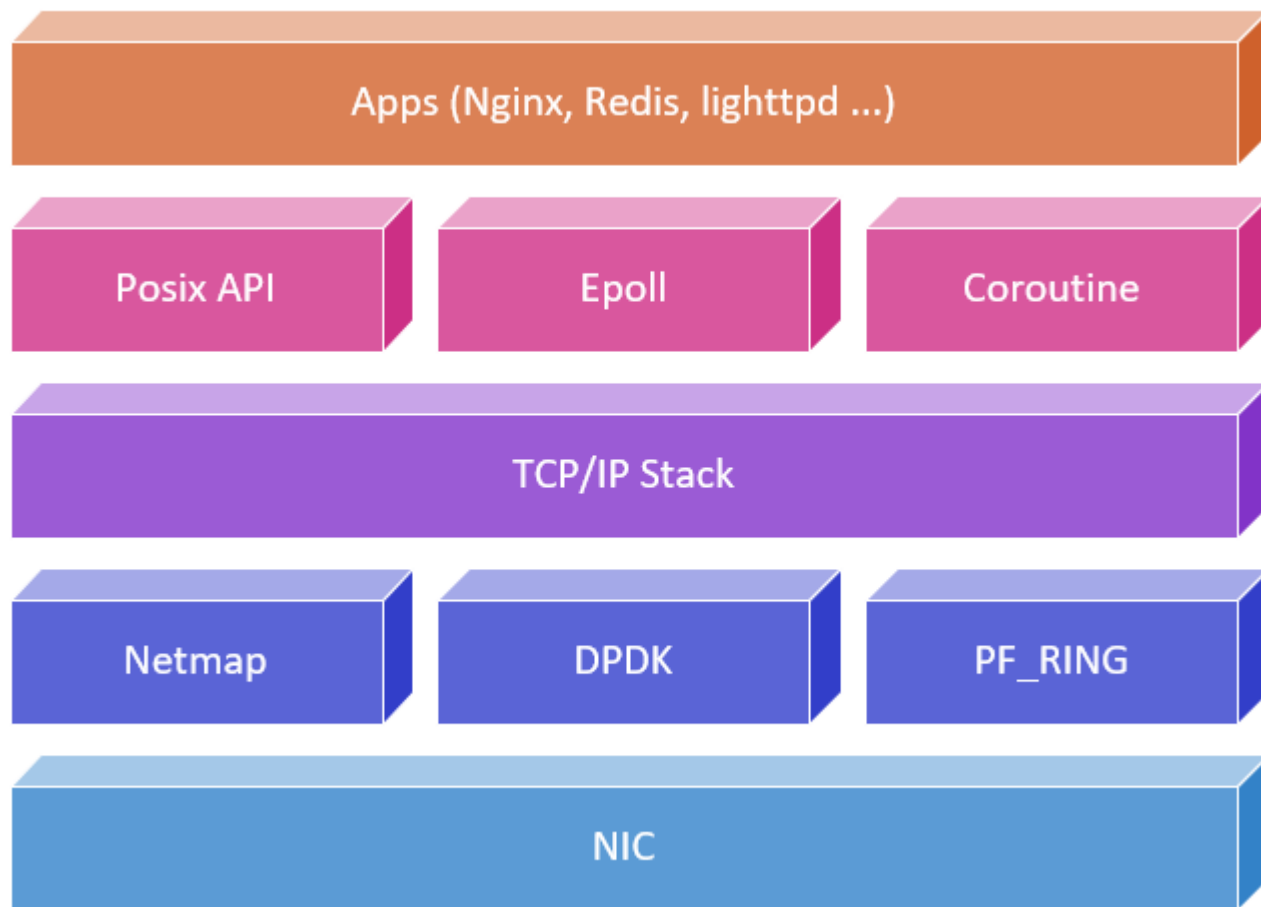 Apps (Nginx, Redis, lighttpd ...)
Posix API
Epoll
Coroutine
TCP/IP Stack
Netmap
DPDK
PF_RING
NIC